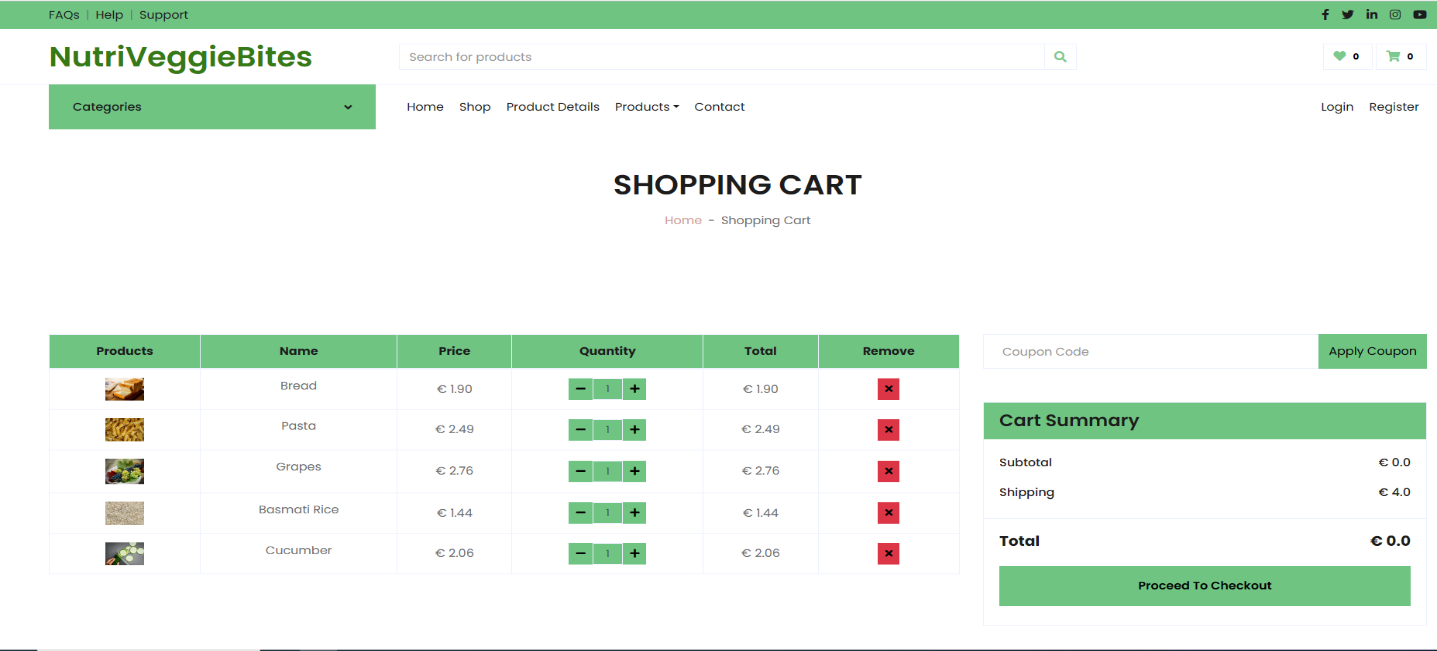 FAQs | Help | Support
NutriVeggieBites
Search for products
0 0
Categories
Home Shop Product Details Products Contact
Login Register
SHOPPING CART
Home - Shopping Cart
Products Name Price Quantity Total Remove
Bread € 1.90 1 € 1.90
Pasta € 2.49 1 € 2.49
Grapes € 2.76 1 € 2.76
Basmati Rice € 1.44 1 € 1.44
Cucumber € 2.06 1 € 2.06
Coupon Code Apply Coupon
Cart Summary
Subtotal € 0.0
Shipping € 4.0
Total € 0.0
Proceed To Checkout